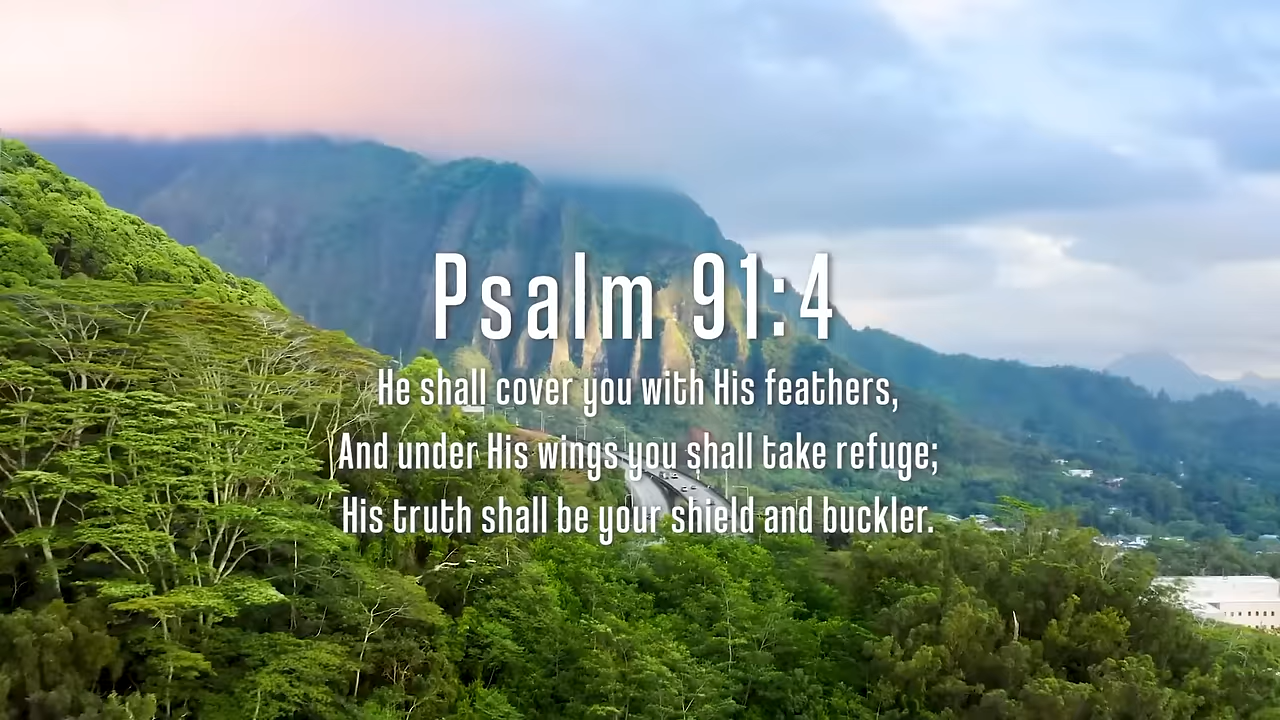 Psalm 91:4
He shall cover you with His feathers,
And under His wings you shall take refuge;
His truth shall be your shield and buckler.